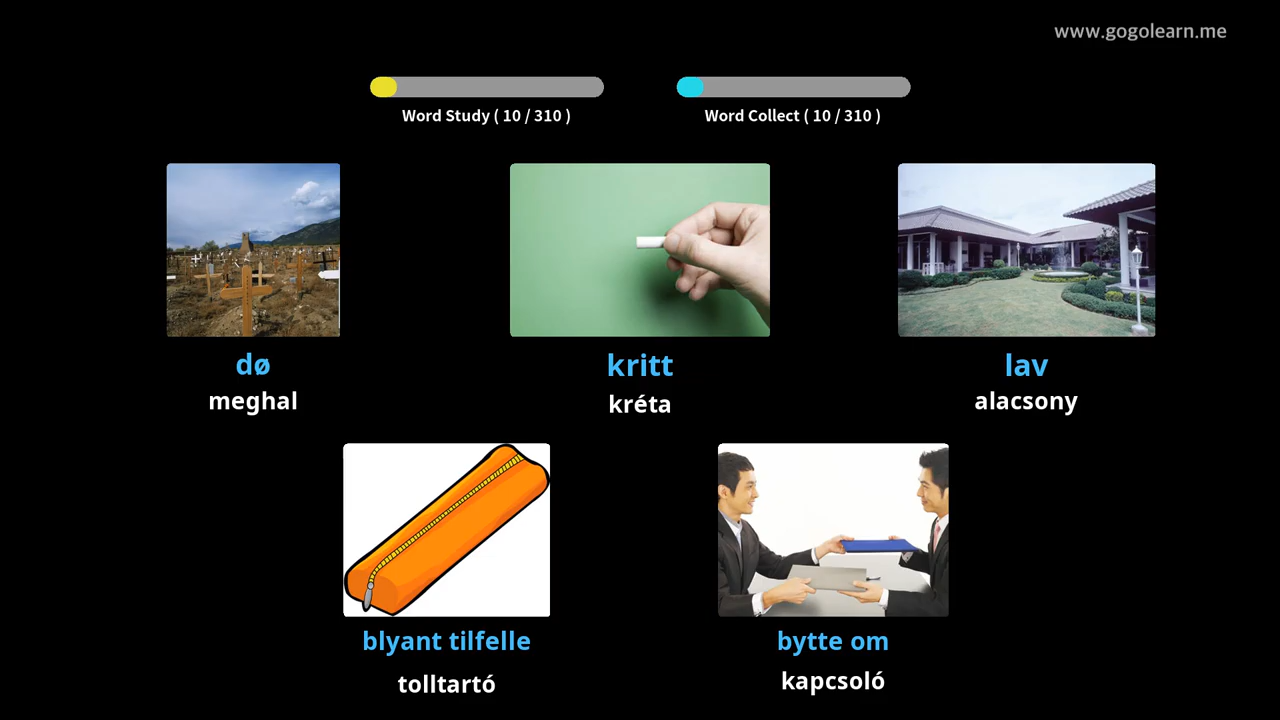 www.gogolearn.me
Word Study ( 10 / 310 )
Word Collect ( 10 / 310 )
dø
meghal
kritt
kréta
lav
alacsony
blyant tilfelle
tolltartó
bytte om
kapcsoló